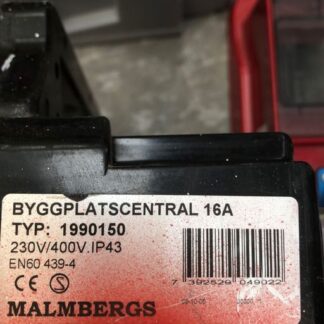 BYGGPLATSCENTRAL 16A
TYP: 1990150
230V/400V.IP43
EN60 439-4
7 392529 049022
CE S
MALMBERGS